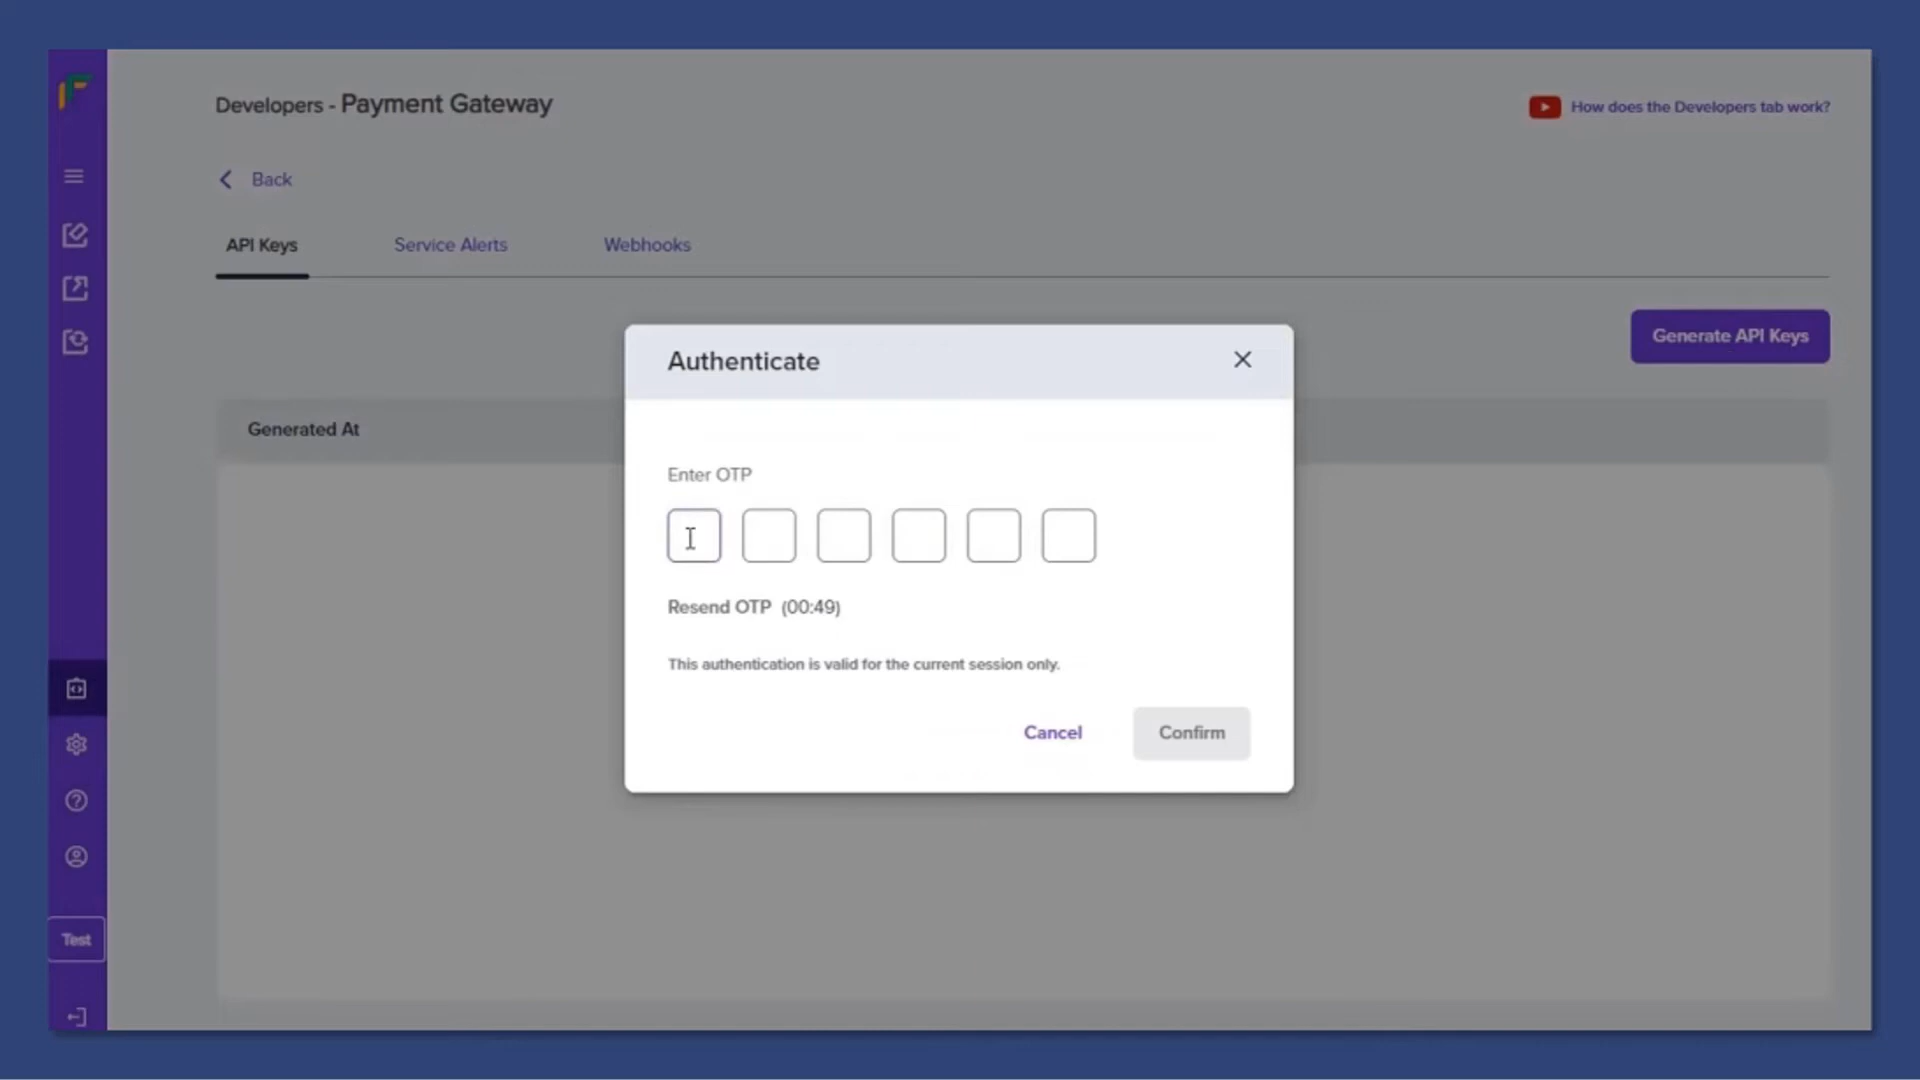 Developers - Payment Gateway
How does the Developers tab work?
Back
API Keys
Service Alerts
Webhooks
Generate API Keys
Generated At
Authenticate
Enter OTP
Resend OTP (00:49)
This authentication is valid for the current session only.
Cancel
Confirm
Test